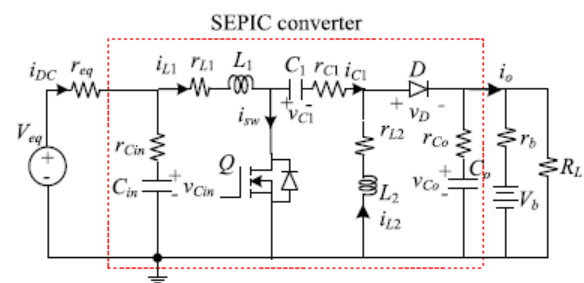 SEPIC converter
i_DC r_eq i_L1 r_L1 L_1 C_1 r_C1 i_C1 D i_o
+ v_C1 - + v_D -
i_sw
V_eq + - r_Cin Q r_L2 r_Co r_b
C_in + v_Cin - L_2 v_Co + - C_o V_b R_L
i_L2